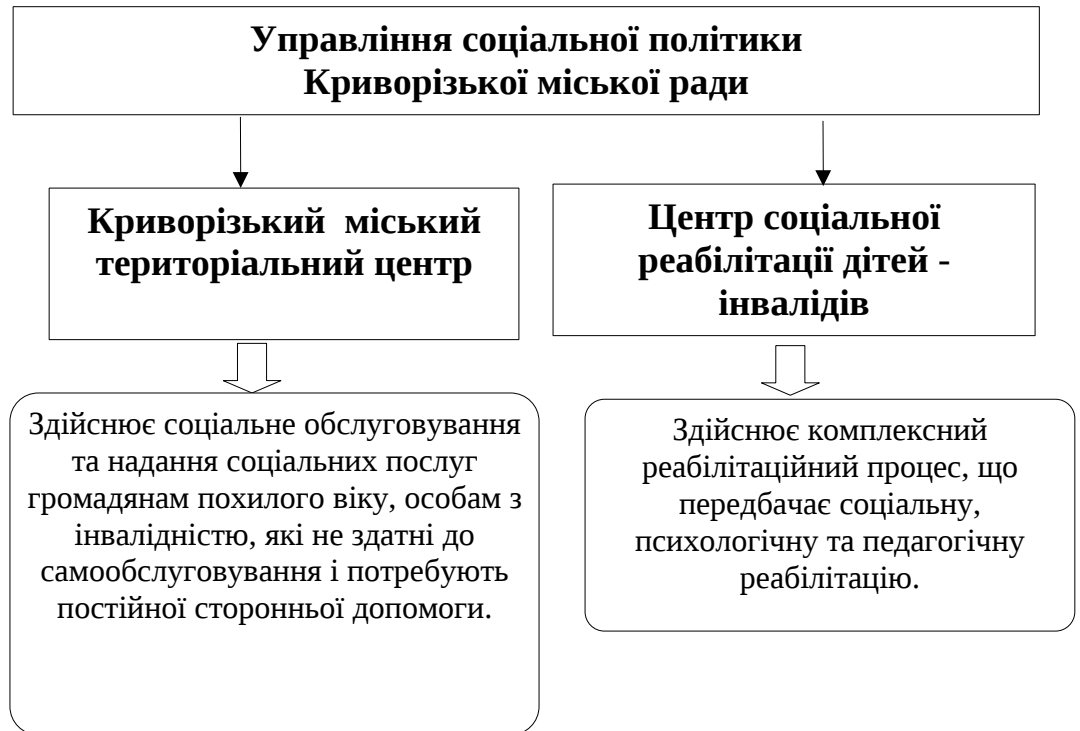 Управління соціальної політики
Криворізької міської ради
Криворізький міський
територіальний центр
Центр соціальної
реабілітації дітей -
інвалідів
Здійснює соціальне обслуговування
та надання соціальних послуг
громадянам похилого віку, особам з
інвалідністю, які не здатні до
самообслуговування і потребують
постійної сторонньої допомоги.
Здійснює комплексний
реабілітаційний процес, що
передбачає соціальну,
психологічну та педагогічну
реабілітацію.